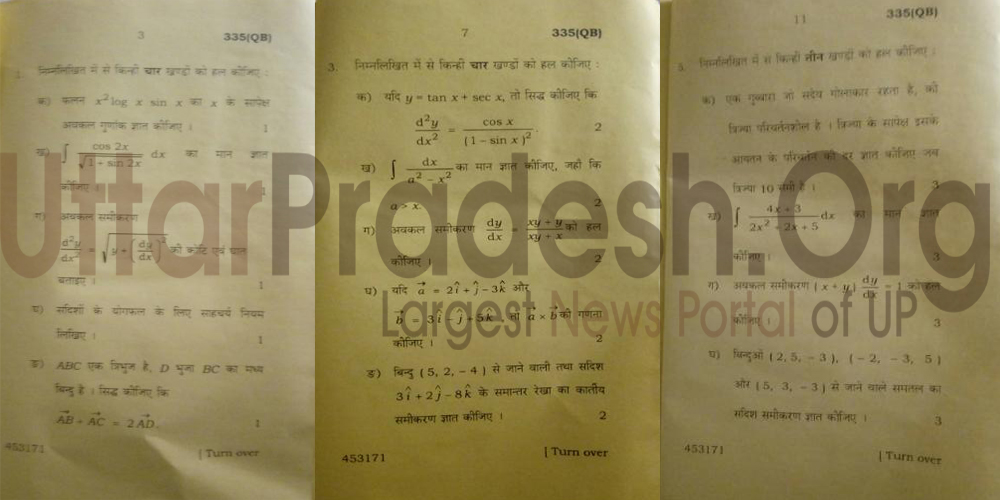 3 335(QB)
निम्नलिखित में से किन्हीं चार खण्डों को हल कीजिए :
क) फलन x² log x sin x का x के सापेक्ष
अवकल गुणांक ज्ञात कीजिए । 1
ख) ∫ cos 2x / √(1 + sin 2x) dx का मान ज्ञात
कीजिए । 1
ग) अवकल समीकरण
d²y/dx² = √(y + (dy/dx)²) की कोटि एवं घात
बताइए । 1
घ) सदिशों के योगफल के लिए सहचर्य नियम
लिखिए । 1
ङ) ABC एक त्रिभुज है, D भुजा BC का मध्य
बिन्दु है । सिद्ध कीजिए कि
AB⃗ + AC⃗ = 2 AD⃗. 1
453171 [ Turn over
7 335(QB)
3. निम्नलिखित में से किन्हीं चार खण्डों को हल कीजिए :
क) यदि y = tan x + sec x, तो सिद्ध कीजिए कि
d²y/dx² = cos x / (1 – sin x)². 2
ख) ∫ dx / a² – x² का मान ज्ञात कीजिए, जहाँ कि
a > x. 2
ग) अवकल समीकरण dy/dx = xy + y / xy + x को हल
कीजिए । 2
घ) यदि a⃗ = 2î + ĵ – 3k̂ और
b⃗ = 3î – ĵ + 5k̂, तो a⃗ × b⃗ की गणना
कीजिए । 2
ङ) बिन्दु (5, 2, –4) से जाने वाली तथा सदिश
3î + 2ĵ – 8k̂ के समान्तर रेखा का कार्तीय
समीकरण ज्ञात कीजिए । 2
453171 [ Turn over
11 335(QB)
5. निम्नलिखित में से किन्हीं तीन खण्डों को हल कीजिए :
क) एक गुब्बारा जो सदैव गोलाकार रहता है, की
त्रिज्या परिवर्तनशील है । त्रिज्या के सापेक्ष इसके
आयतन के परिवर्तन की दर ज्ञात कीजिए जब
त्रिज्या 10 सेमी है । 3
ख) ∫ 4x + 3 / 2x² + 2x + 5 dx का मान ज्ञात
कीजिए । 3
ग) अवकल समीकरण (x + y) dy/dx = 1 को हल
कीजिए । 3
घ) बिन्दुओं (2, 5, –3), (–2, –3, 5)
और (5, 3, –3) से जाने वाले समतल का
सदिश समीकरण ज्ञात कीजिए । 3
453171 [ Turn over
UttarPradesh.Org
Largest News Portal of UP